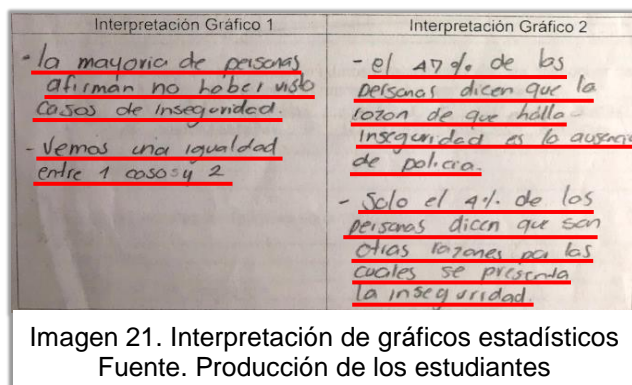 Interpretación Gráfico 1
- la mayoria de personas
afirman no haber visto
casos de inseguridad.
- Vemos una igualdad
entre 1 caso y 2
Interpretación Gráfico 2
- el 47% de las
personas dicen que la
razon de que halla
inseguridad es la ausencia
de policia.
- Solo el 4% de las
personas dicen que son
otras razones por las
cuales se presenta
la inseguridad.
Imagen 21. Interpretación de gráficos estadísticos
Fuente. Producción de los estudiantes